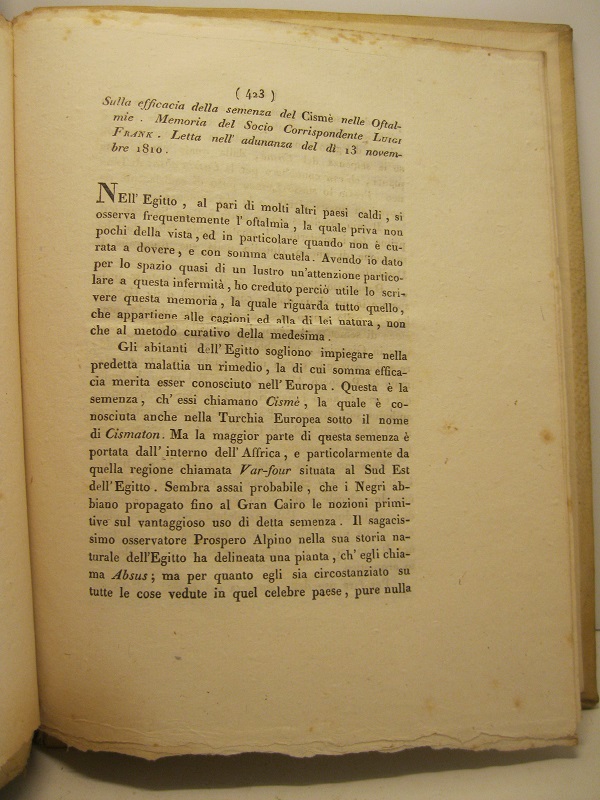 ( 423 )
Sulla efficacia della semenza del Cismè nelle Oftal-
mie. Memoria del Socio Corrispondente LUIGI
FRANK. Letta nell' adunanza del dì 13 novem-
bre 1810.
NELL' Egitto, al pari di molti altri paesi caldi, si
osserva frequentemente l' oftalmia, la quale priva non
pochi della vista, ed in particolare quando non è cu-
rata a dovere, e con somma cautela. Avendo io dato
per lo spazio quasi di un lustro un'attenzione partico-
lare a questa infermità, ho creduto perciò utile lo scri-
vere questa memoria, la quale riguarda tutto quello,
che appartiene alle cagioni ed alla di lei natura, non
che al metodo curativo della medesima.
Gli abitanti dell' Egitto sogliono impiegare nella
predetta malattia un rimedio, la di cui somma effica-
cia merita esser conosciuto nell' Europa. Questa è la
semenza, ch' essi chiamano Cismè, la quale è co-
nosciuta anche nella Turchia Europea sotto il nome
di Cismaton. Ma la maggior parte di questa semenza è
portata dall' interno dell' Affrica, e particolarmente da
quella regione chiamata Var-four situata al Sud Est
dell' Egitto. Sembra assai probabile, che i Negri ab-
biano propagato fino al Gran Cairo le nozioni primi-
tive sul vantaggioso uso di detta semenza. Il sagacis-
simo osservatore Prospero Alpino nella sua storia na-
turale dell' Egitto ha delineata una pianta, ch' egli chia-
ma Absus; ma per quanto egli sia circostanziato su
tutte le cose vedute in quel celebre paese, pure nulla